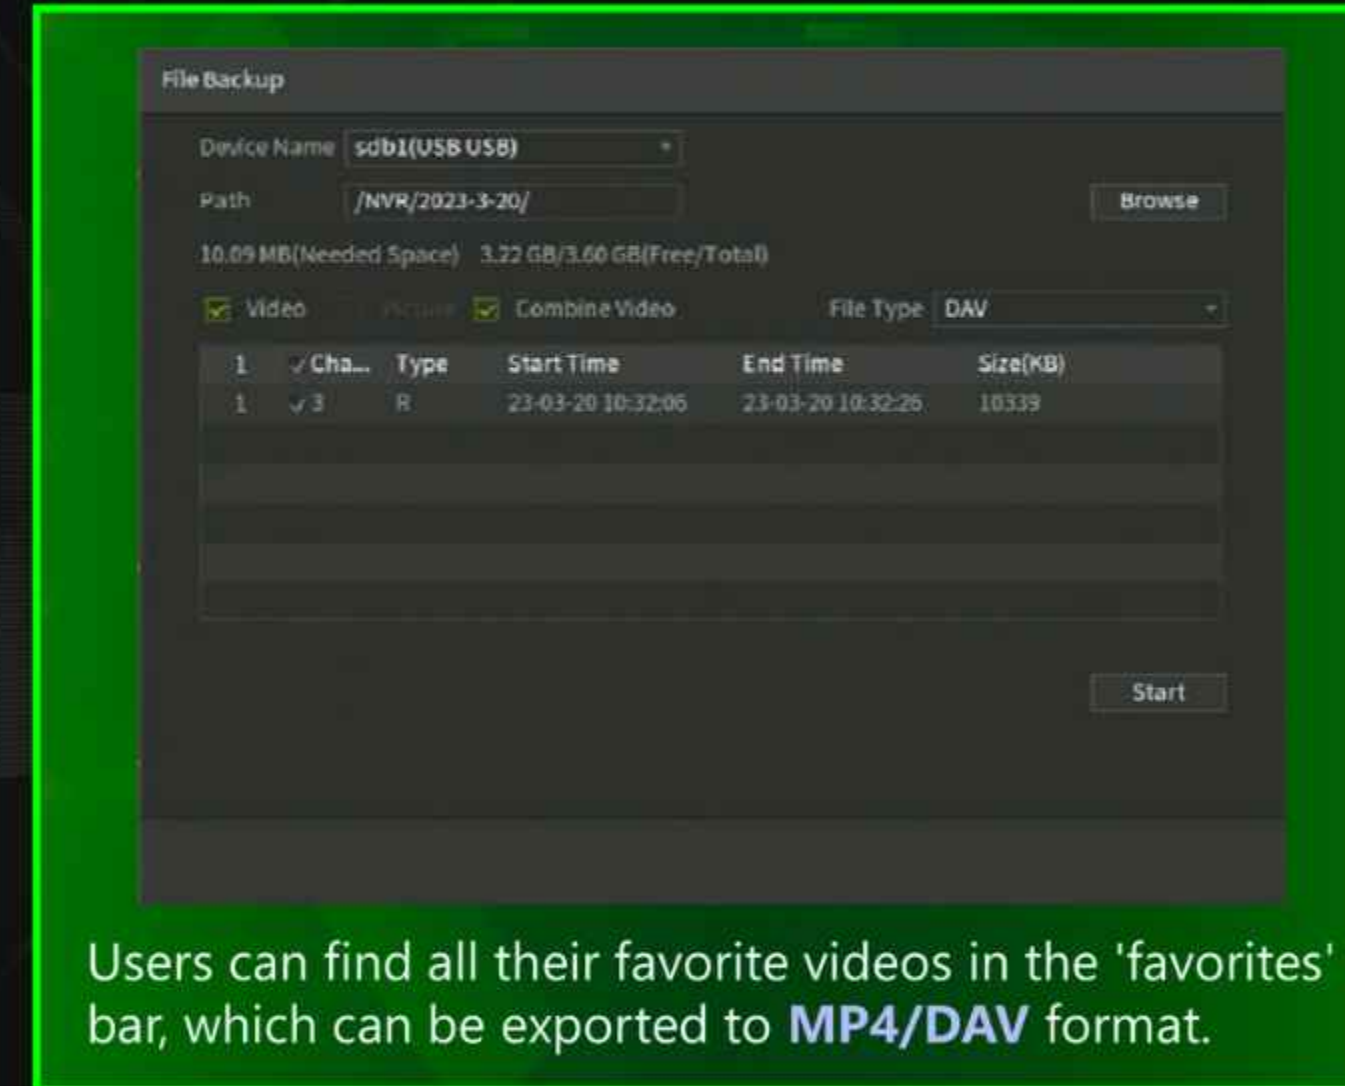 File Backup
Device Name sdb1(USB USB)
Path /NVR/2023-3-20/ Browse
10.09 MB(Needed Space) 3.22 GB/3.60 GB(Free/Total)
Video Picture Combine Video File Type DAV
1 Cha... Type Start Time End Time Size(KB)
1 3 R 23-03-20 10:32:06 23-03-20 10:32:26 10339
Start
Users can find all their favorite videos in the 'favorites'
bar, which can be exported to MP4/DAV format.